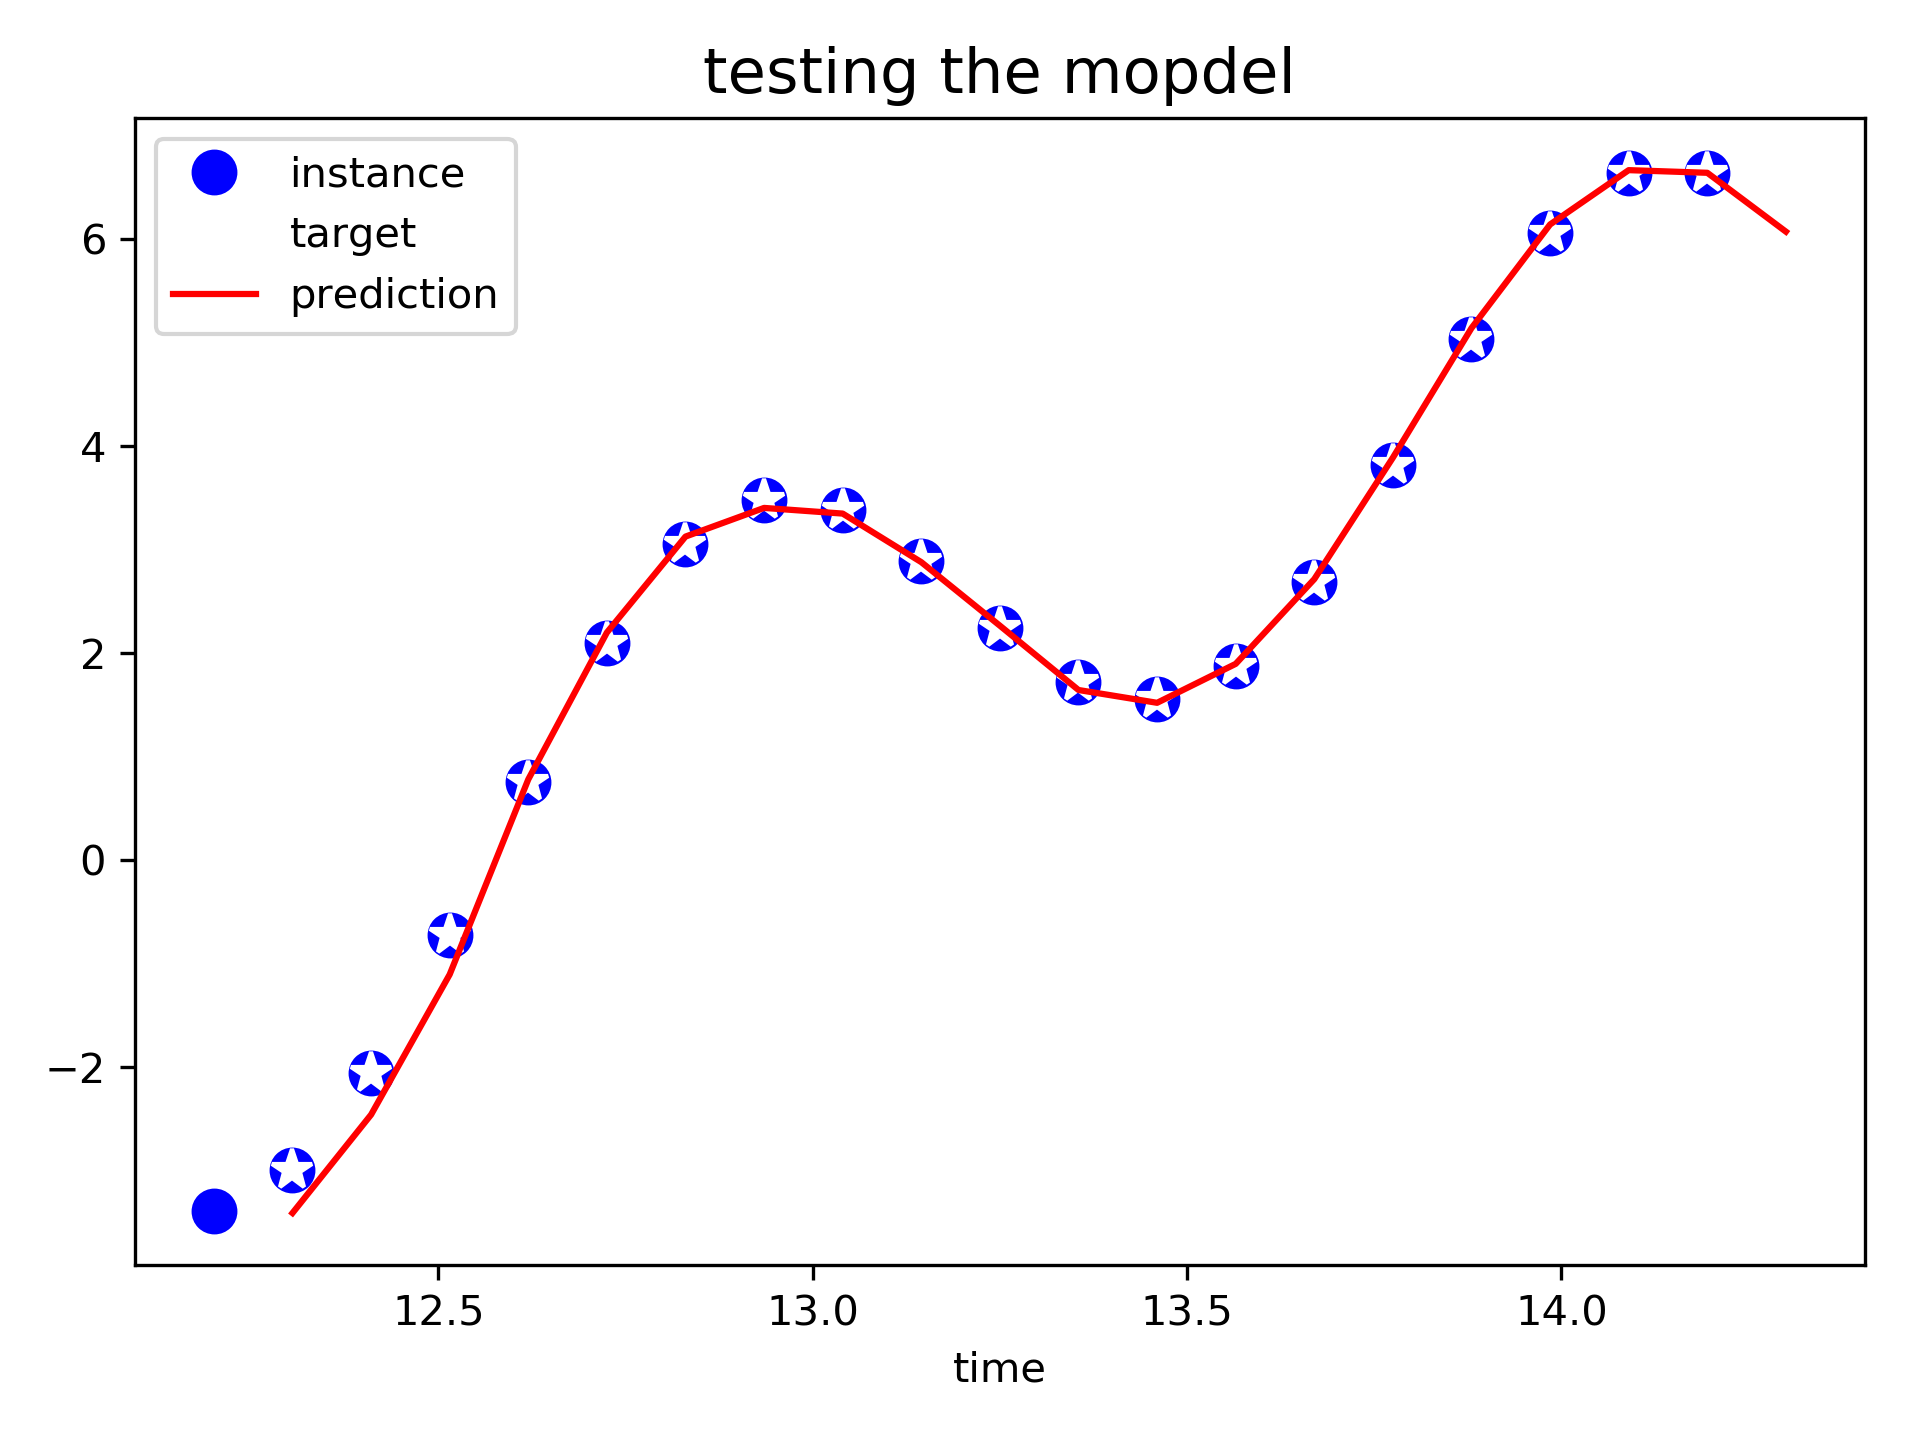 testing the mopdel
instance
target
prediction
6
4
2
0
−2
12.5 13.0 13.5 14.0
time